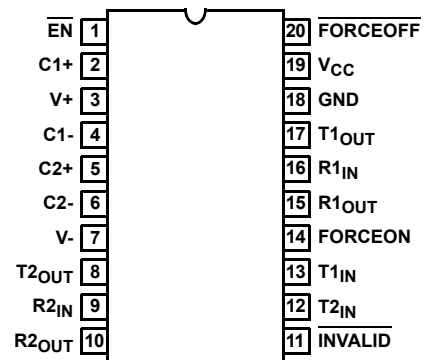 EN 1 20 FORCEOFF
C1+ 2 19 VCC
V+ 3 18 GND
C1- 4 17 T1OUT
C2+ 5 16 R1IN
C2- 6 15 R1OUT
V- 7 14 FORCEON
T2OUT 8 13 T1IN
R2IN 9 12 T2IN
R2OUT 10 11 INVALID